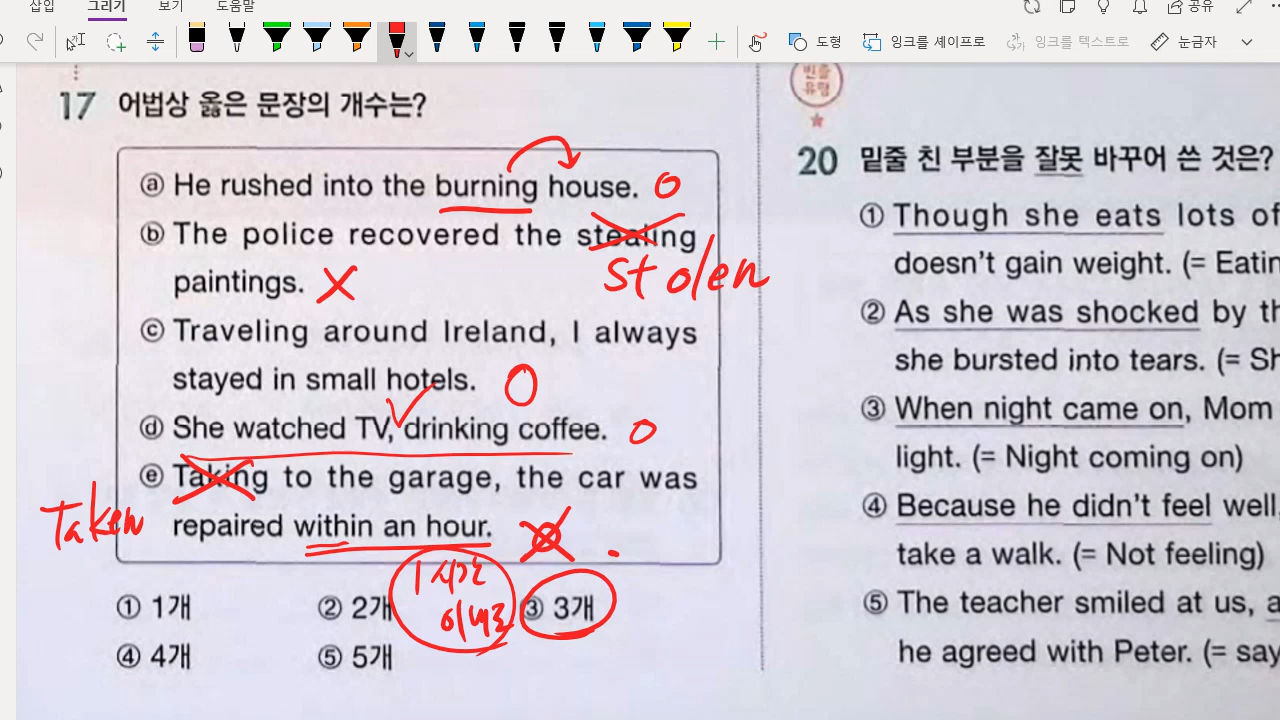 삽입 그리기 보기 도움말 공유
도형 잉크를 셰이프로 잉크를 텍스트로 눈금자
빈출
유형
17 어법상 옳은 문장의 개수는?
ⓐ He rushed into the burning house. O
ⓑ The police recovered the stealing
stolen
paintings. X
ⓒ Traveling around Ireland, I always
stayed in small hotels. O
ⓓ She watched TV, drinking coffee. O
ⓔ Taking to the garage, the car was
Taken
repaired within an hour. X
1시간
이내로
① 1개 ② 2개 ③ 3개
④ 4개 ⑤ 5개
20 밑줄 친 부분을 잘못 바꾸어 쓴 것은?
① Though she eats lots of
doesn't gain weight. (= Eatin
② As she was shocked by th
she bursted into tears. (= Sh
③ When night came on, Mom
light. (= Night coming on)
④ Because he didn't feel well,
take a walk. (= Not feeling)
⑤ The teacher smiled at us, a
he agreed with Peter. (= say